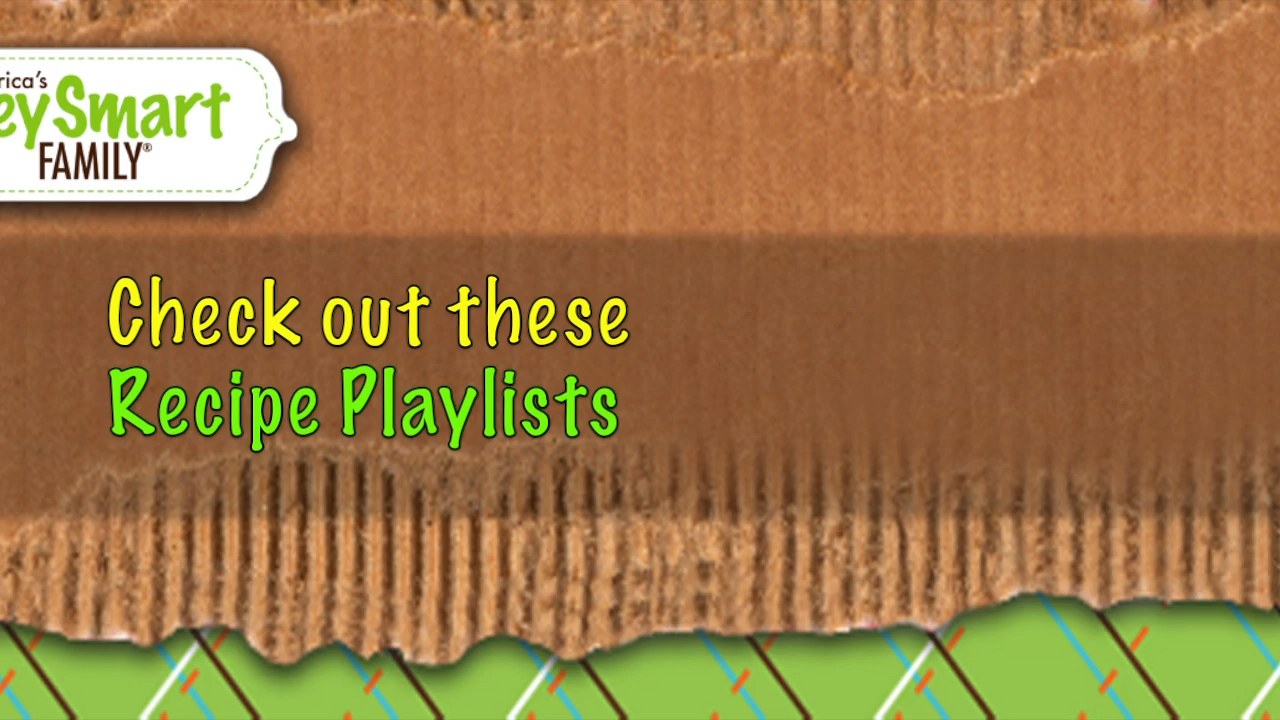 rica's
eySmart
FAMILY®
Check out these
Recipe Playlists